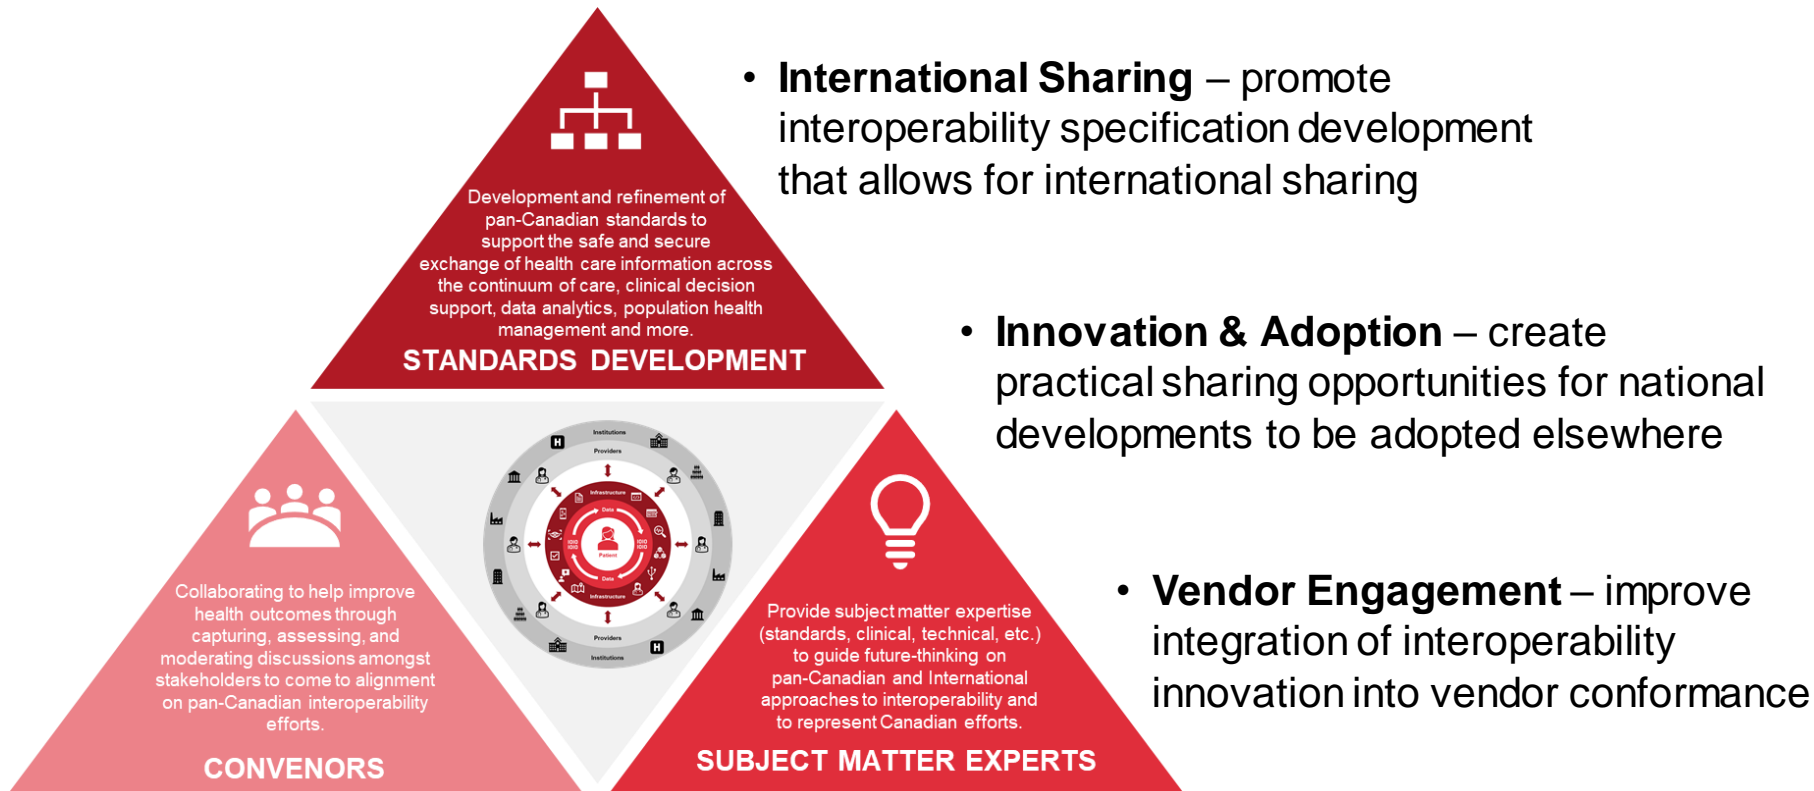 Development and refinement of
pan-Canadian standards to
support the safe and secure
exchange of health care information across
the continuum of care, clinical decision
support, data analytics, population health
management and more.
STANDARDS DEVELOPMENT
• International Sharing – promote
interoperability specification development
that allows for international sharing
• Innovation & Adoption – create
practical sharing opportunities for national
developments to be adopted elsewhere
• Vendor Engagement – improve
integration of interoperability
innovation into vendor conformance
Collaborating to help improve
health outcomes through
capturing, assessing, and
moderating discussions amongst
stakeholders to come to alignment
on pan-Canadian interoperability
efforts.
CONVENORS
Institutions
H
Providers
Infrastructure
Data
Patient
Data
Infrastructure
Providers
H
Institutions
Provide subject matter expertise
(standards, clinical, technical, etc.)
to guide future-thinking on
pan-Canadian and International
approaches to interoperability and
to represent Canadian efforts.
SUBJECT MATTER EXPERTS